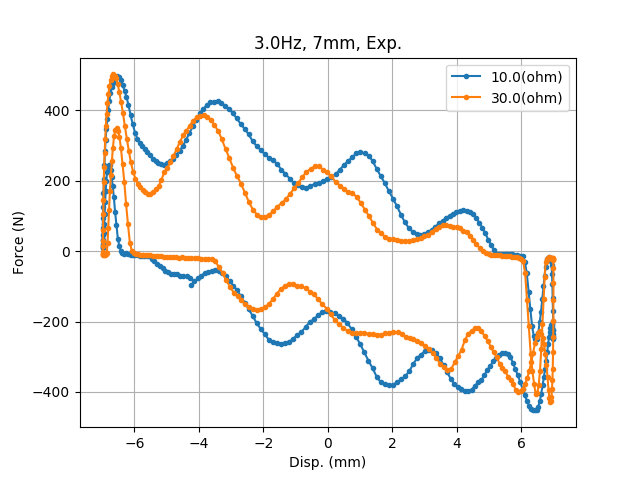 3.0Hz, 7mm, Exp.
10.0(ohm)
30.0(ohm)
Force (N)
400
200
0
−200
−400
−6 −4 −2 0 2 4 6
Disp. (mm)